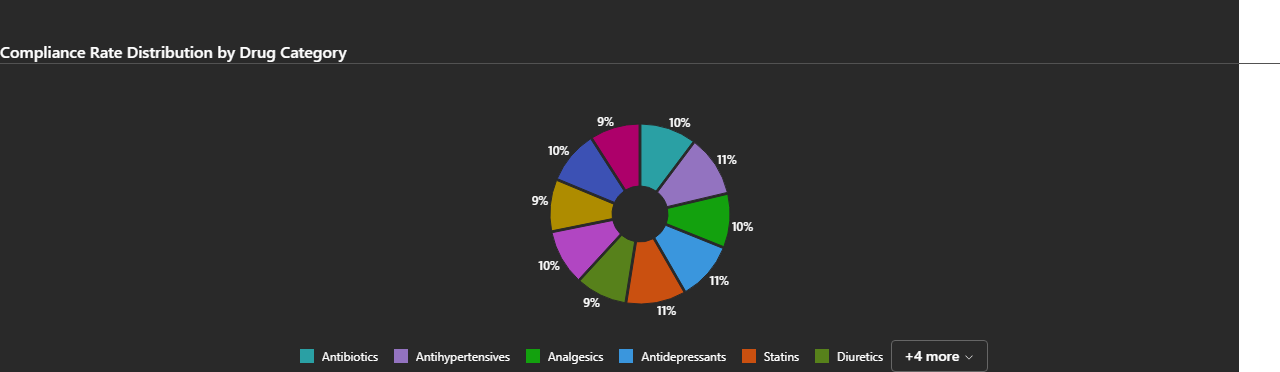 Compliance Rate Distribution by Drug Category
9%
10%
10%
11%
9%
10%
10%
11%
9%
11%
Antibiotics
Antihypertensives
Analgesics
Antidepressants
Statins
Diuretics
+4 more